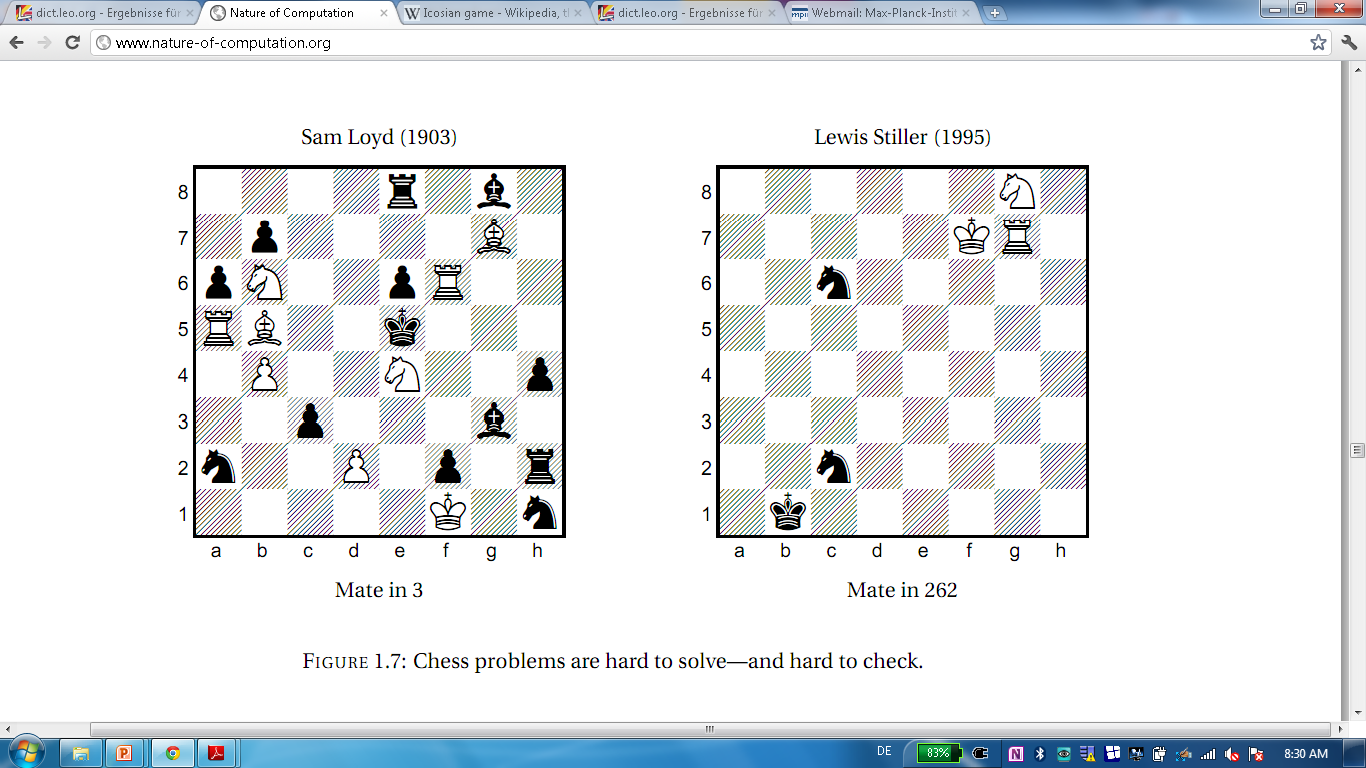 dict.leo.org - Ergebnisse für
Nature of Computation
Icosian game - Wikipedia, t
dict.leo.org - Ergebnisse für
Webmail: Max-Planck-Instit
www.nature-of-computation.org
Sam Loyd (1903)
Lewis Stiller (1995)
8
7
6
5
4
3
2
1
a b c d e f g h
8
7
6
5
4
3
2
1
a b c d e f g h
Mate in 3
Mate in 262
FIGURE 1.7: Chess problems are hard to solve—and hard to check.
DE
83%
8:30 AM